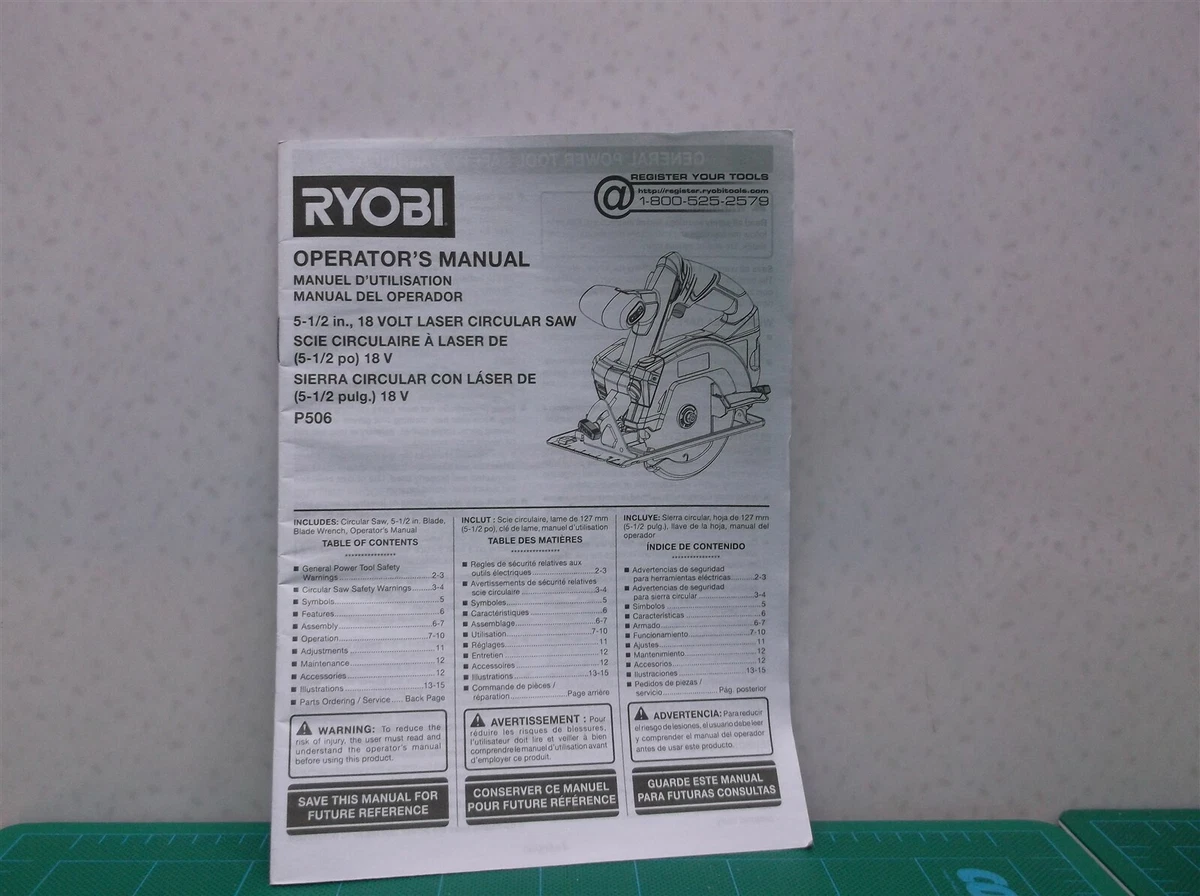 RYOBI
REGISTER YOUR TOOLS
@ http://register.ryobitools.com
1-800-525-2579
OPERATOR'S MANUAL
MANUEL D'UTILISATION
MANUAL DEL OPERADOR
5-1/2 in., 18 VOLT LASER CIRCULAR SAW
SCIE CIRCULAIRE À LASER DE
(5-1/2 po) 18 V
SIERRA CIRCULAR CON LÁSER DE
(5-1/2 pulg.) 18 V
P506
INCLUDES: Circular Saw, 5-1/2 in. Blade,
Blade Wrench, Operator's Manual
TABLE OF CONTENTS
****************
■ General Power Tool Safety
Warnings.....2-3
■ Circular Saw Safety Warnings.....3-4
■ Symbols.....5
■ Features.....6
■ Assembly.....6-7
■ Operation.....7-10
■ Adjustments.....11
■ Maintenance.....12
■ Accessories.....12
■ Illustrations.....13-15
■ Parts Ordering / Service.....Back Page
WARNING: To reduce the
risk of injury, the user must read and
understand the operator's manual
before using this product.
SAVE THIS MANUAL FOR
FUTURE REFERENCE
INCLUT : Scie circulaire, lame de 127 mm
(5-1/2 po), clé de lame, manuel d'utilisation
TABLE DES MATIÈRES
****************
■ Règles de sécurité relatives aux
outils électriques.....2-3
■ Avertissements de sécurité relatives
scie circulaire.....3-4
■ Symboles.....5
■ Caractéristiques.....6
■ Assemblage.....6-7
■ Utilisation.....7-10
■ Réglages.....11
■ Entretien.....12
■ Accessoires.....12
■ Illustrations.....13-15
■ Commande de pièces /
réparation.....Page arrière
AVERTISSEMENT : Pour
réduire les risques de blessures,
l'utilisateur doit lire et veiller à bien
comprendre le manuel d'utilisation avant
d'employer ce produit.
CONSERVER CE MANUEL
POUR FUTURE RÉFÉRENCE
INCLUYE: Sierra circular, hoja de 127 mm
(5-1/2 pulg.), llave de la hoja, manual del
operador
ÍNDICE DE CONTENIDO
****************
■ Advertencias de seguridad
para herramientas eléctricas.....2-3
■ Advertencias de seguridad
para sierra circular.....3-4
■ Símbolos.....5
■ Características.....6
■ Armado.....6-7
■ Funcionamiento.....7-10
■ Ajustes.....11
■ Mantenimiento.....12
■ Accesorios.....12
■ Ilustraciones.....13-15
■ Pedidos de piezas /
servicio.....Pág. posterior
ADVERTENCIA: Para reducir
el riesgo de lesiones, el usuario debe leer
y comprender el manual del operador
antes de usar este producto.
GUARDE ESTE MANUAL
PARA FUTURAS CONSULTAS